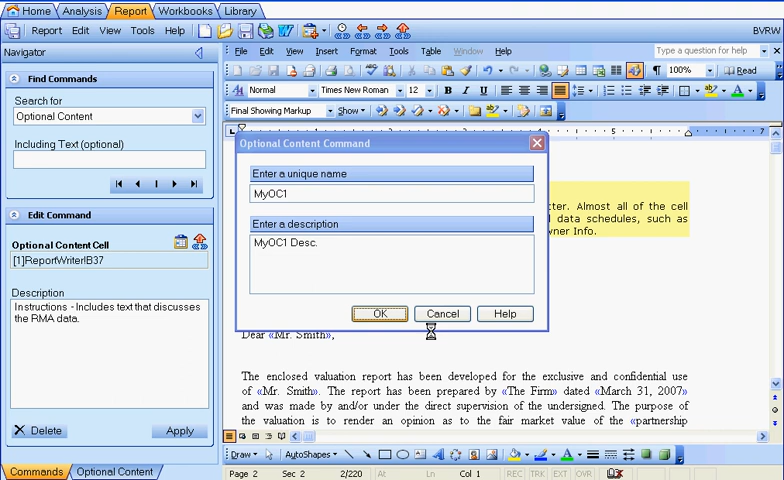 Home Analysis Report Workbooks Library
Report Edit View Tools Help
BVRW
Navigator
File Edit View Insert Format Tools Table Window Help
Type a question for help
100% Read
Find Commands
Search for
Optional Content
Including Text (optional)
Normal Times New Roman 12 B I U
Final Showing Markup Show
Optional Content Command
Enter a unique name
MyOC1
Enter a description
MyOC1 Desc.
OK Cancel Help
cter. Almost all of the cell
data schedules, such as
wner Info.
Edit Command
Optional Content Cell
[1]ReportWriter!B37
Description
Instructions - Includes text that discusses
the RMA data.
Delete Apply
Dear «Mr. Smith»,
The enclosed valuation report has been developed for the exclusive and confidential use
of «Mr. Smith». The report has been prepared by «The Firm» dated «March 31, 2007»
and was made by and/or under the direct supervision of the undersigned. The purpose of
the valuation is to render an opinion as to the fair market value of the «partnership
Draw AutoShapes
Commands Optional Content
Page 2 Sec 2 2/220 At Ln Col 1 REC TRK EXT OVR